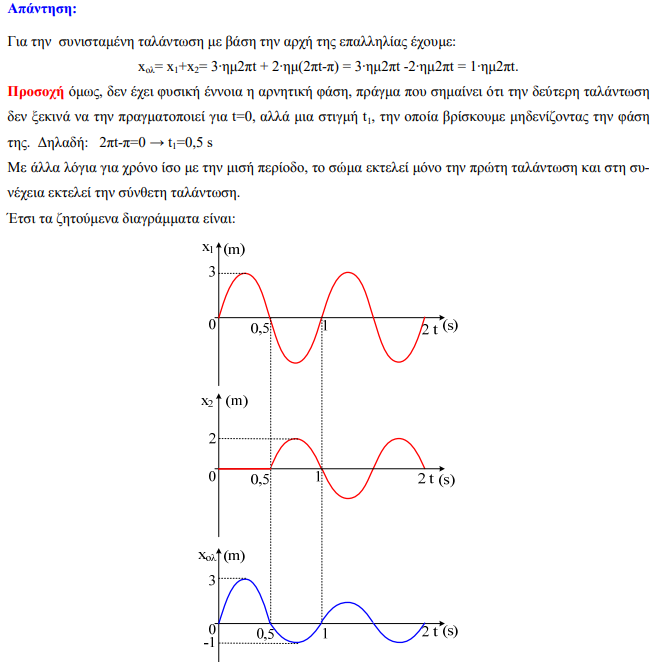 Απάντηση:
Για την συνισταμένη ταλάντωση με βάση την αρχή της επαλληλίας έχουμε:
xολ= x1+x2= 3·ημ2πt + 2·ημ(2πt-π) = 3·ημ2πt -2·ημ2πt = 1·ημ2πt.
Προσοχή όμως, δεν έχει φυσική έννοια η αρνητική φάση, πράγμα που σημαίνει ότι την δεύτερη ταλάντωση
δεν ξεκινά να την πραγματοποιεί για t=0, αλλά μια στιγμή t1, την οποία βρίσκουμε μηδενίζοντας την φάση
της. Δηλαδή: 2πt-π=0 → t1=0,5 s
Με άλλα λόγια για χρόνο ίσο με την μισή περίοδο, το σώμα εκτελεί μόνο την πρώτη ταλάντωση και στη συ-
νέχεια εκτελεί την σύνθετη ταλάντωση.
Έτσι τα ζητούμενα διαγράμματα είναι:
x1 (m)
3
0 0,5 1 2 t (s)
x2 (m)
2
0 0,5 1 2 t (s)
xολ (m)
3
0 0,5 1 2 t (s)
-1